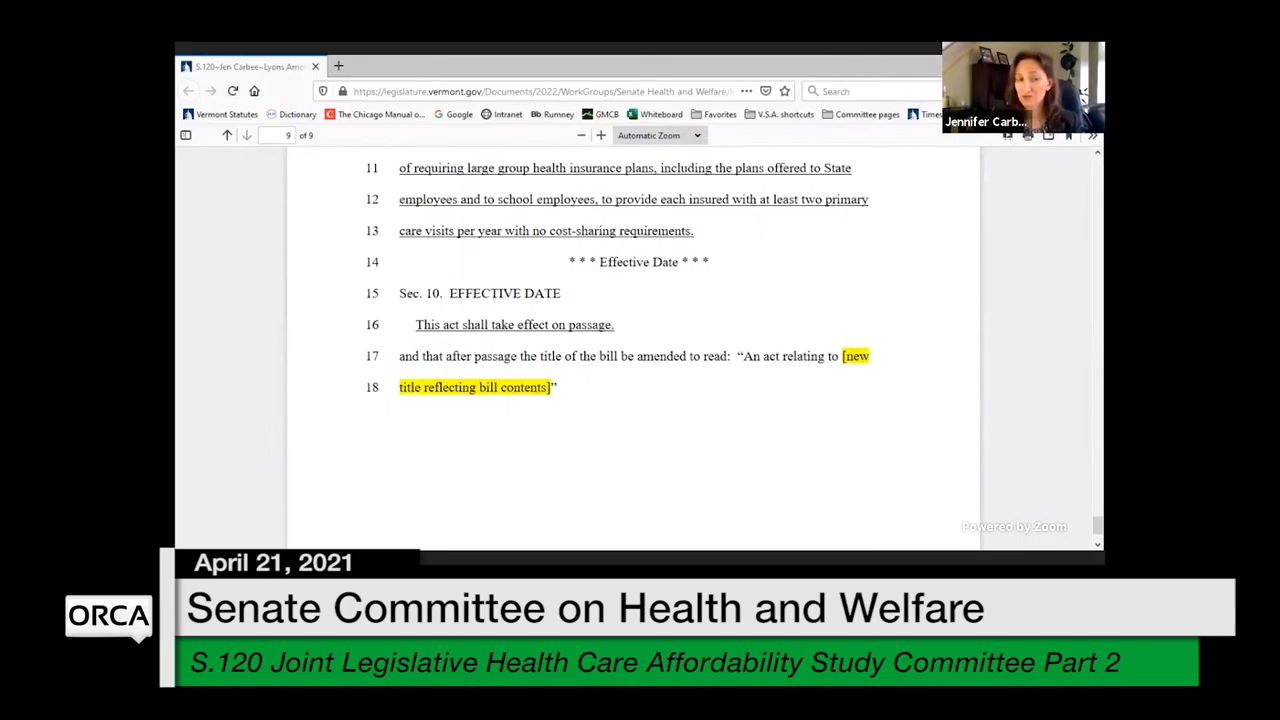 S.120~Jen Carbee~Lyons Ame
https://legislature.vermont.gov/Documents/2022/WorkGroups/Senate Health and Welfare/
Search
Vermont Statutes
Dictionary
The Chicago Manual o...
Google
Intranet
Bb Rumney
GMCB
Whiteboard
Favorites
V.S.A. shortcuts
Committee pages
Times
Jennifer Carb...
9 of 9
Automatic Zoom
11 of requiring large group health insurance plans, including the plans offered to State
12 employees and to school employees, to provide each insured with at least two primary
13 care visits per year with no cost-sharing requirements.
14 * * * Effective Date * * *
15 Sec. 10. EFFECTIVE DATE
16 This act shall take effect on passage.
17 and that after passage the title of the bill be amended to read: “An act relating to [new
18 title reflecting bill contents]”
Powered by Zoom
April 21, 2021
ORCA
Senate Committee on Health and Welfare
S.120 Joint Legislative Health Care Affordability Study Committee Part 2